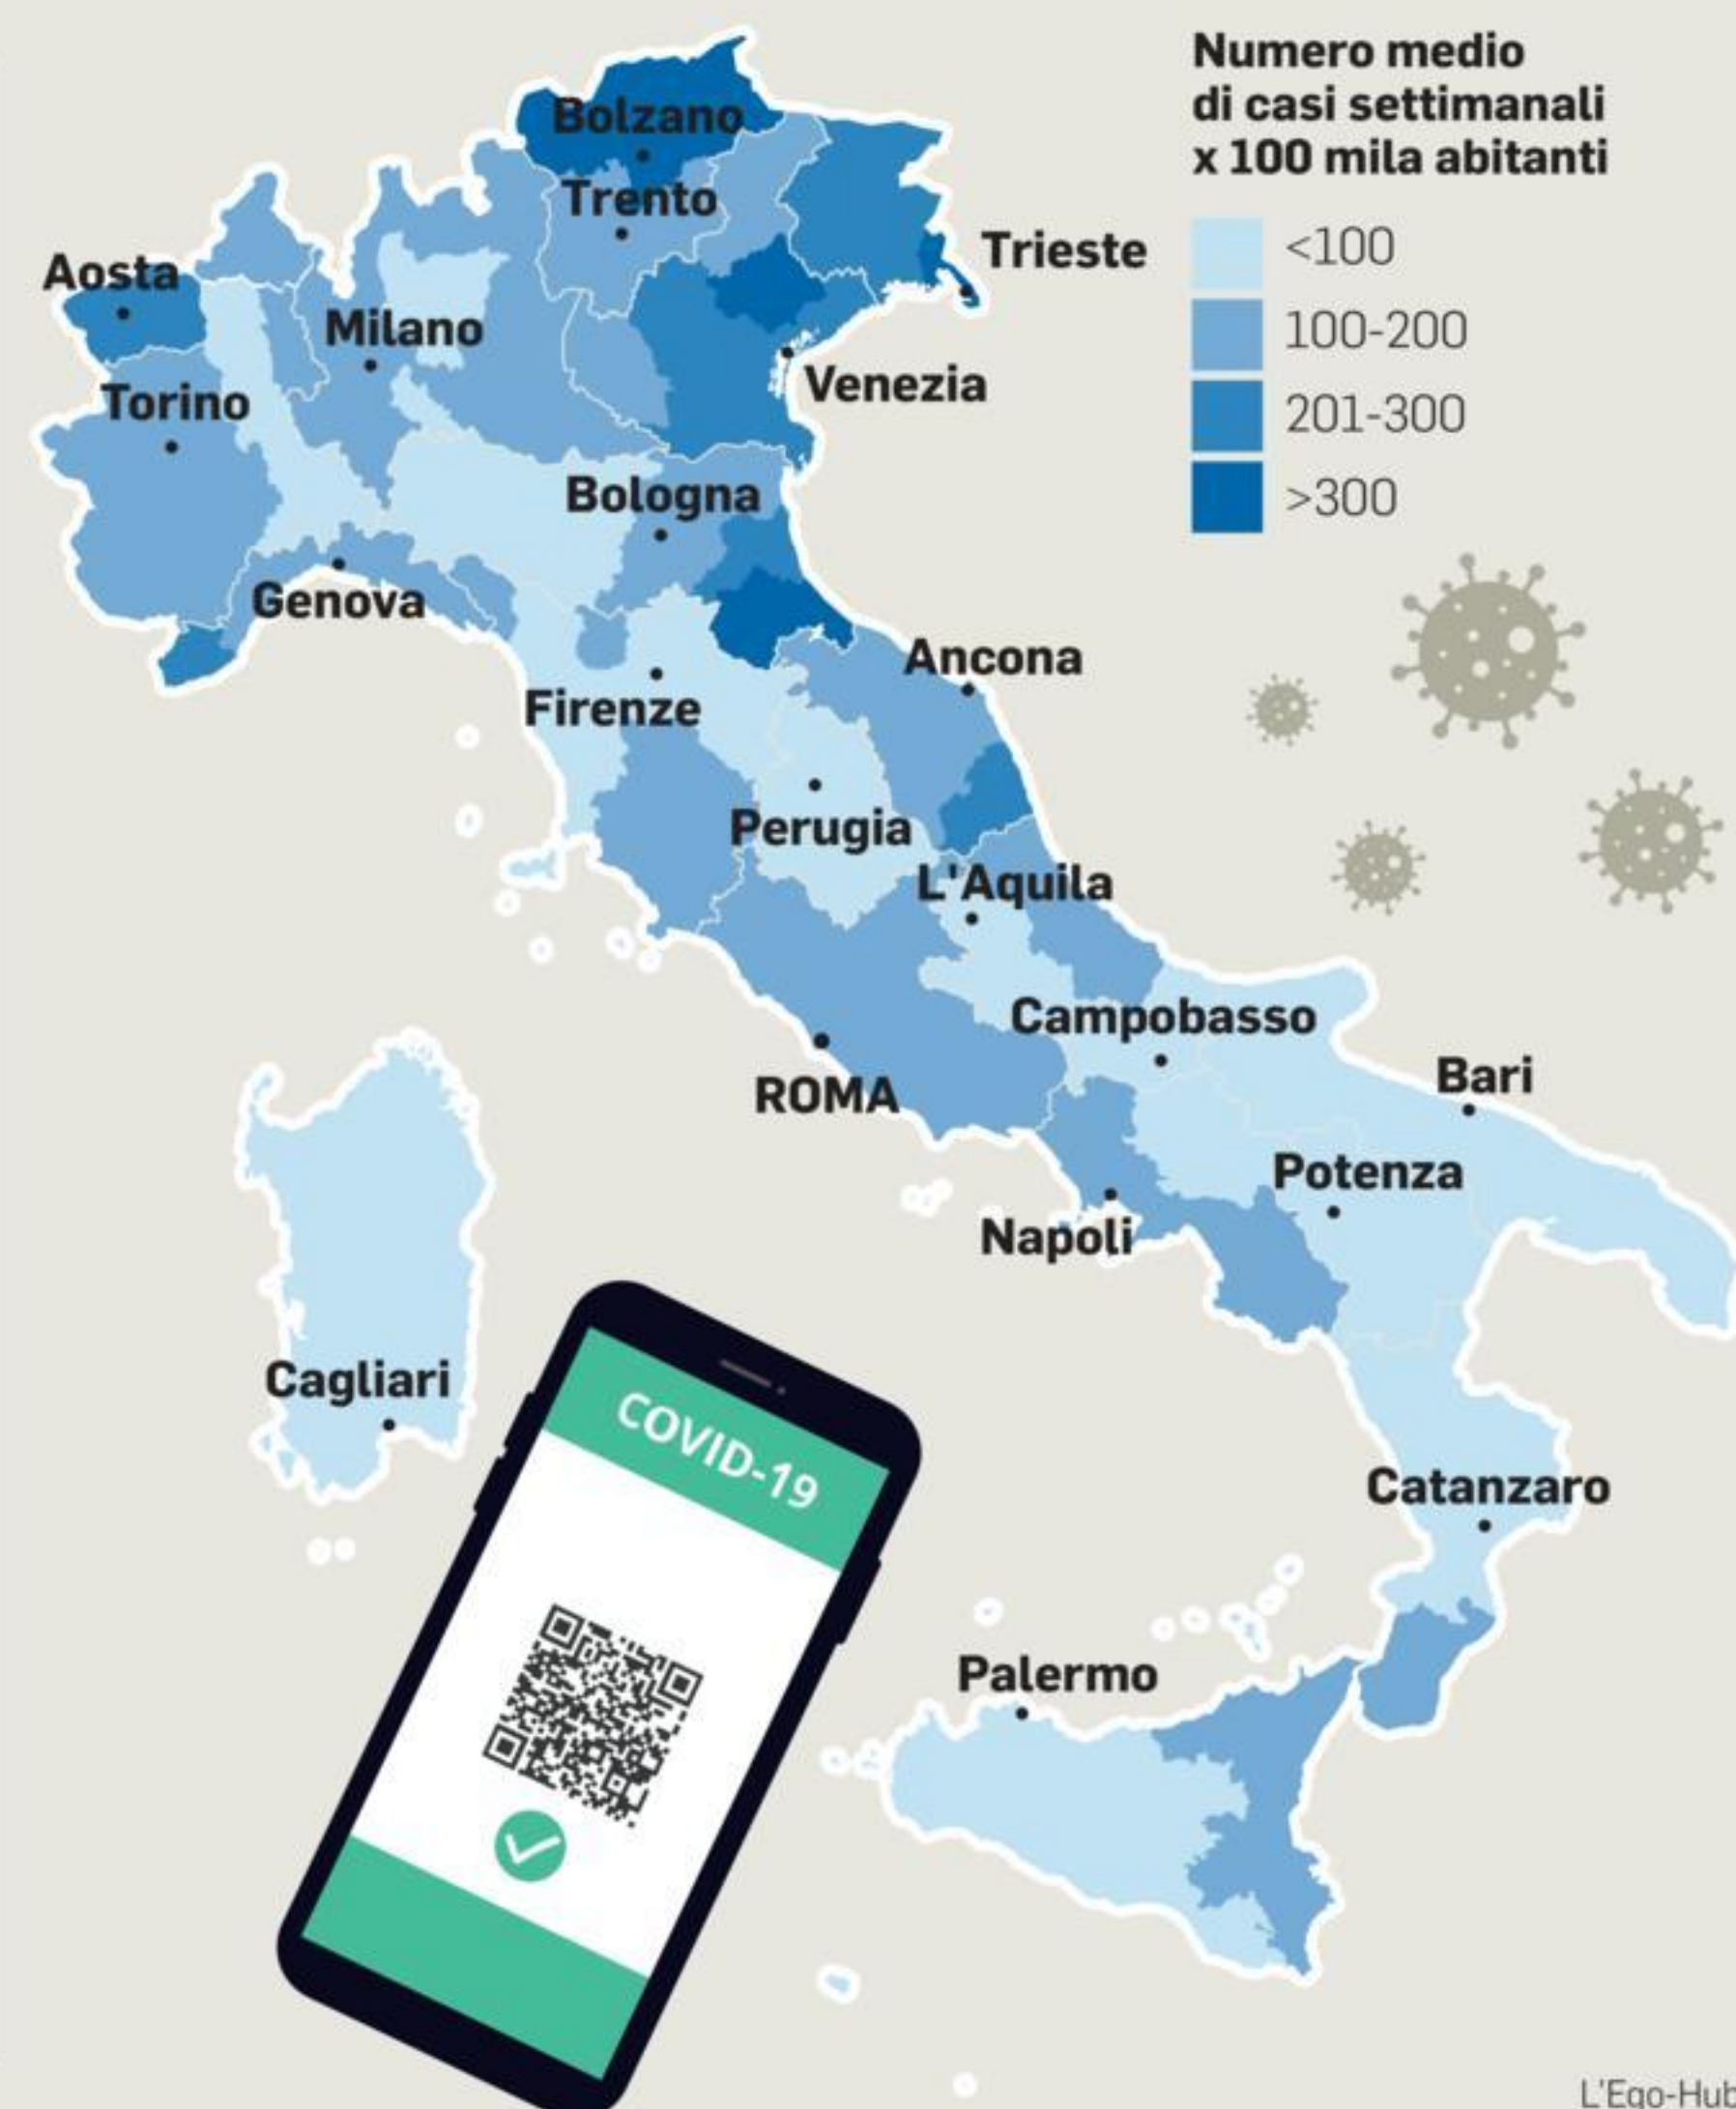 Numero medio
di casi settimanali
x 100 mila abitanti
<100
100-200
201-300
>300
Bolzano
Trento
Trieste
Aosta
Milano
Venezia
Torino
Bologna
Genova
Ancona
Firenze
Perugia
L'Aquila
Campobasso
Bari
ROMA
Potenza
Napoli
Cagliari
COVID-19
Catanzaro
Palermo
L'Ego-Hub